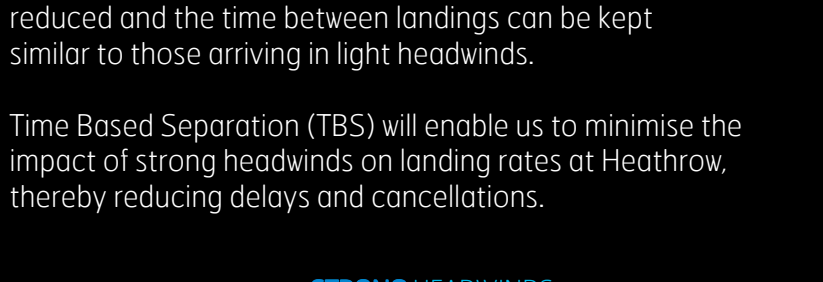 reduced and the time between landings can be kept
similar to those arriving in light headwinds.
Time Based Separation (TBS) will enable us to minimise the
impact of strong headwinds on landing rates at Heathrow,
thereby reducing delays and cancellations.
STRONG HEADWINDS